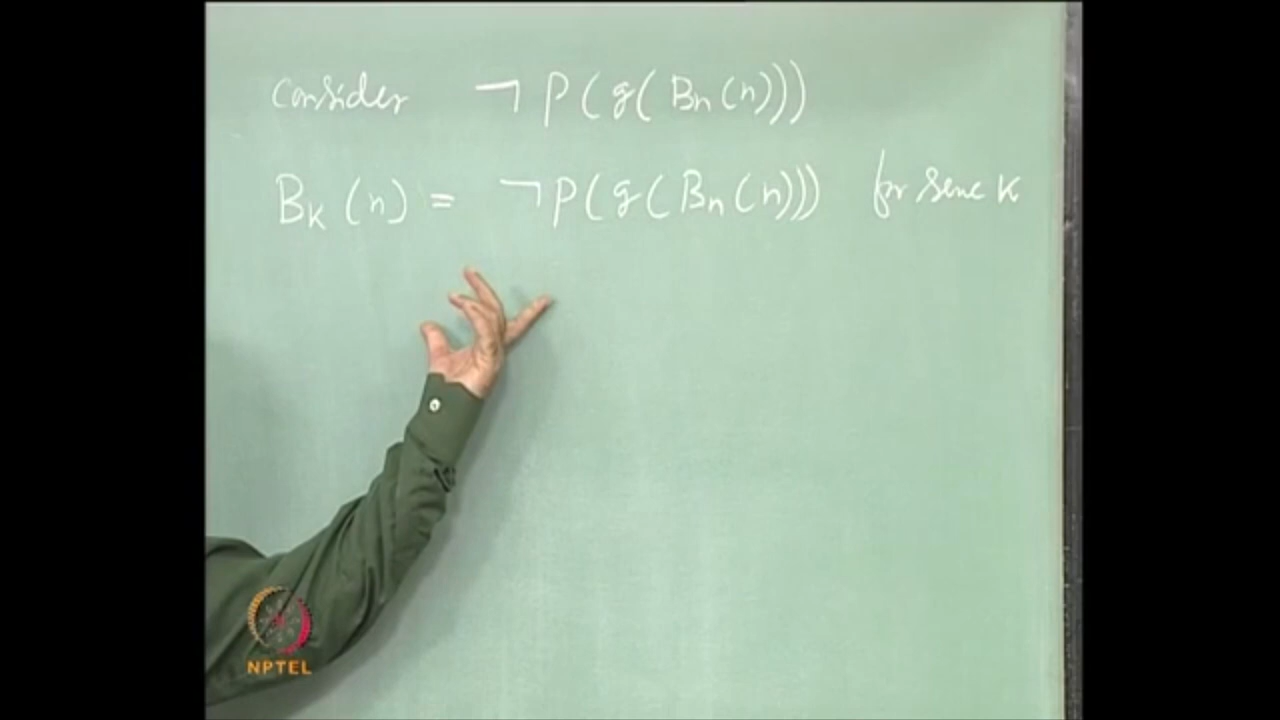 consider ¬P(g(Bn(n)))
Bk(n) = ¬P(g(Bn(n))) for some k
NPTEL